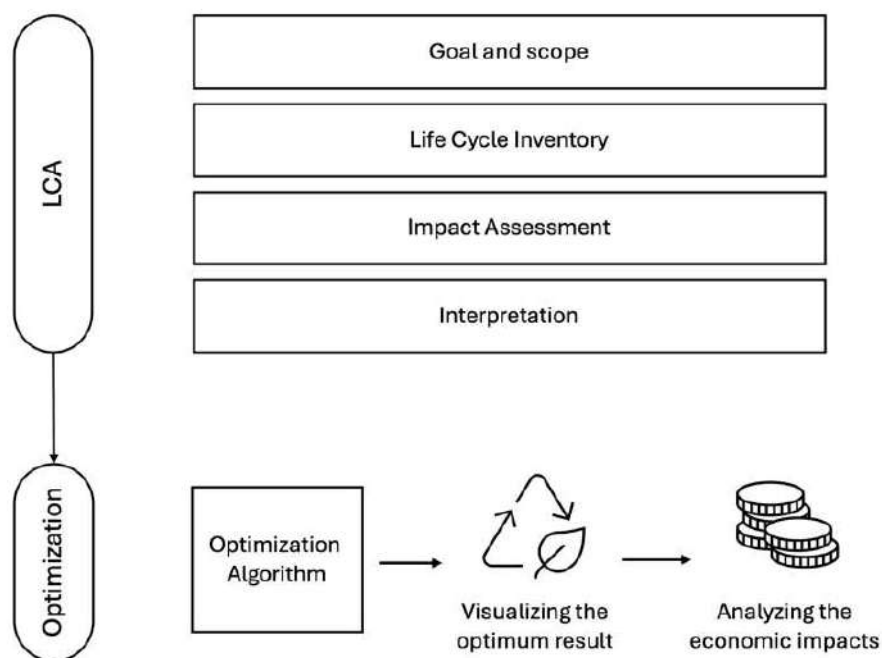 LCA
Goal and scope
Life Cycle Inventory
Impact Assessment
Interpretation
Optimization
Optimization
Algorithm
Visualizing the
optimum result
Analyzing the
economic impacts